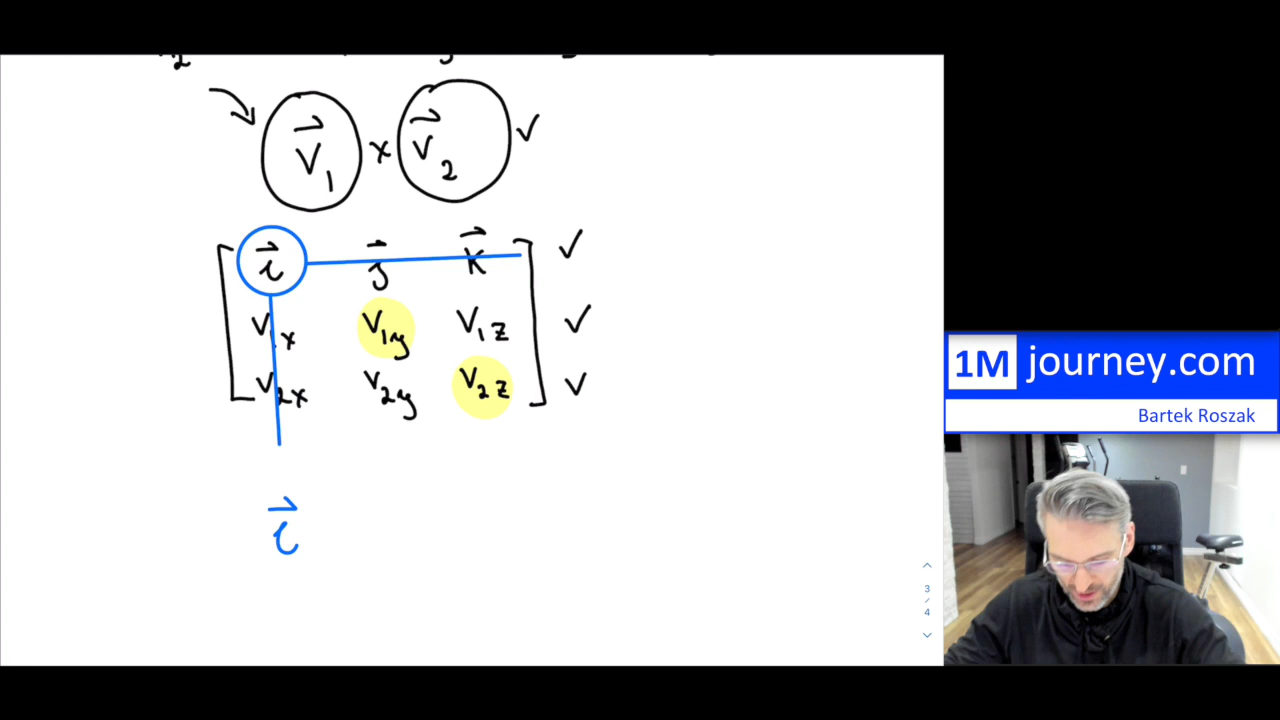 V⃗₁ × V⃗₂ ✓
i⃗ j⃗ k⃗ ✓
V₁ₓ V₁y V₁z ✓
V₂ₓ V₂y V₂z ✓
i⃗
1M journey.com
Bartek Roszak
3
/
4